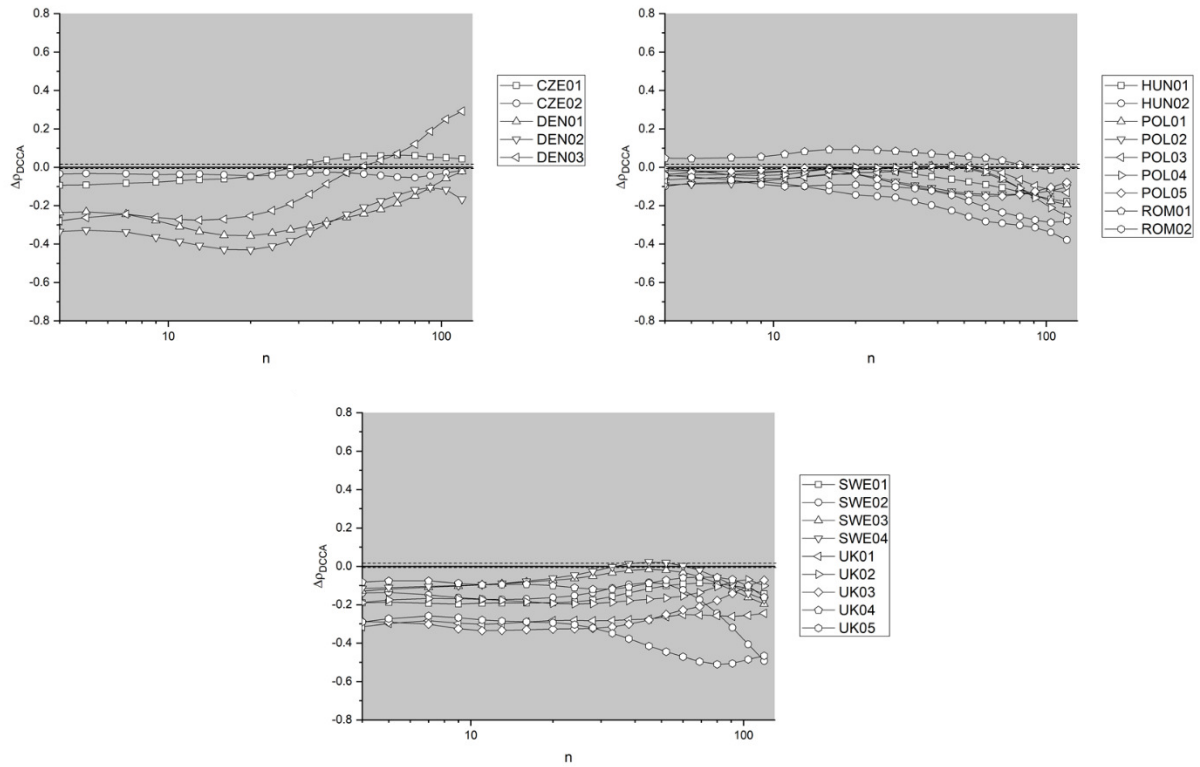 0.8
0.6
0.4
0.2
0.0
-0.2
-0.4
-0.6
-0.8
ΔρDCCA
10
100
n
CZE01
CZE02
DEN01
DEN02
DEN03
0.8
0.6
0.4
0.2
0.0
-0.2
-0.4
-0.6
-0.8
ΔρDCCA
10
100
n
HUN01
HUN02
POL01
POL02
POL03
POL04
POL05
ROM01
ROM02
0.8
0.6
0.4
0.2
0.0
-0.2
-0.4
-0.6
-0.8
ΔρDCCA
10
100
n
SWE01
SWE02
SWE03
SWE04
UK01
UK02
UK03
UK04
UK05